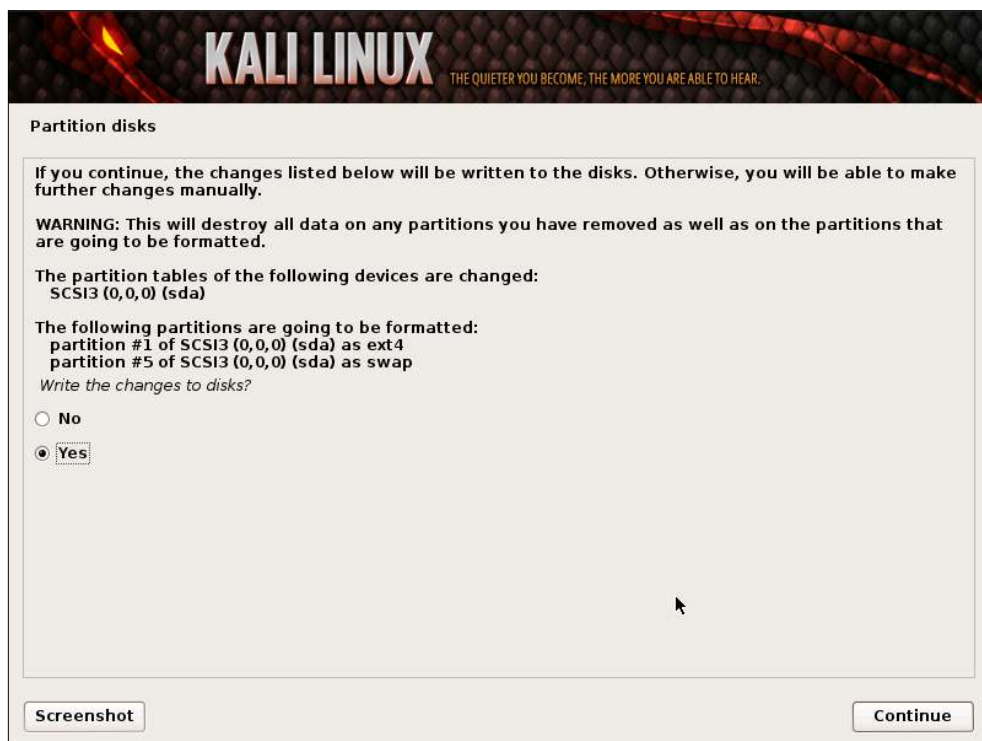 KALI LINUX
THE QUIETER YOU BECOME, THE MORE YOU ARE ABLE TO HEAR.
Partition disks
If you continue, the changes listed below will be written to the disks. Otherwise, you will be able to make
further changes manually.
WARNING: This will destroy all data on any partitions you have removed as well as on the partitions that
are going to be formatted.
The partition tables of the following devices are changed:
SCSI3 (0,0,0) (sda)
The following partitions are going to be formatted:
partition #1 of SCSI3 (0,0,0) (sda) as ext4
partition #5 of SCSI3 (0,0,0) (sda) as swap
Write the changes to disks?
No
Yes
Screenshot
Continue